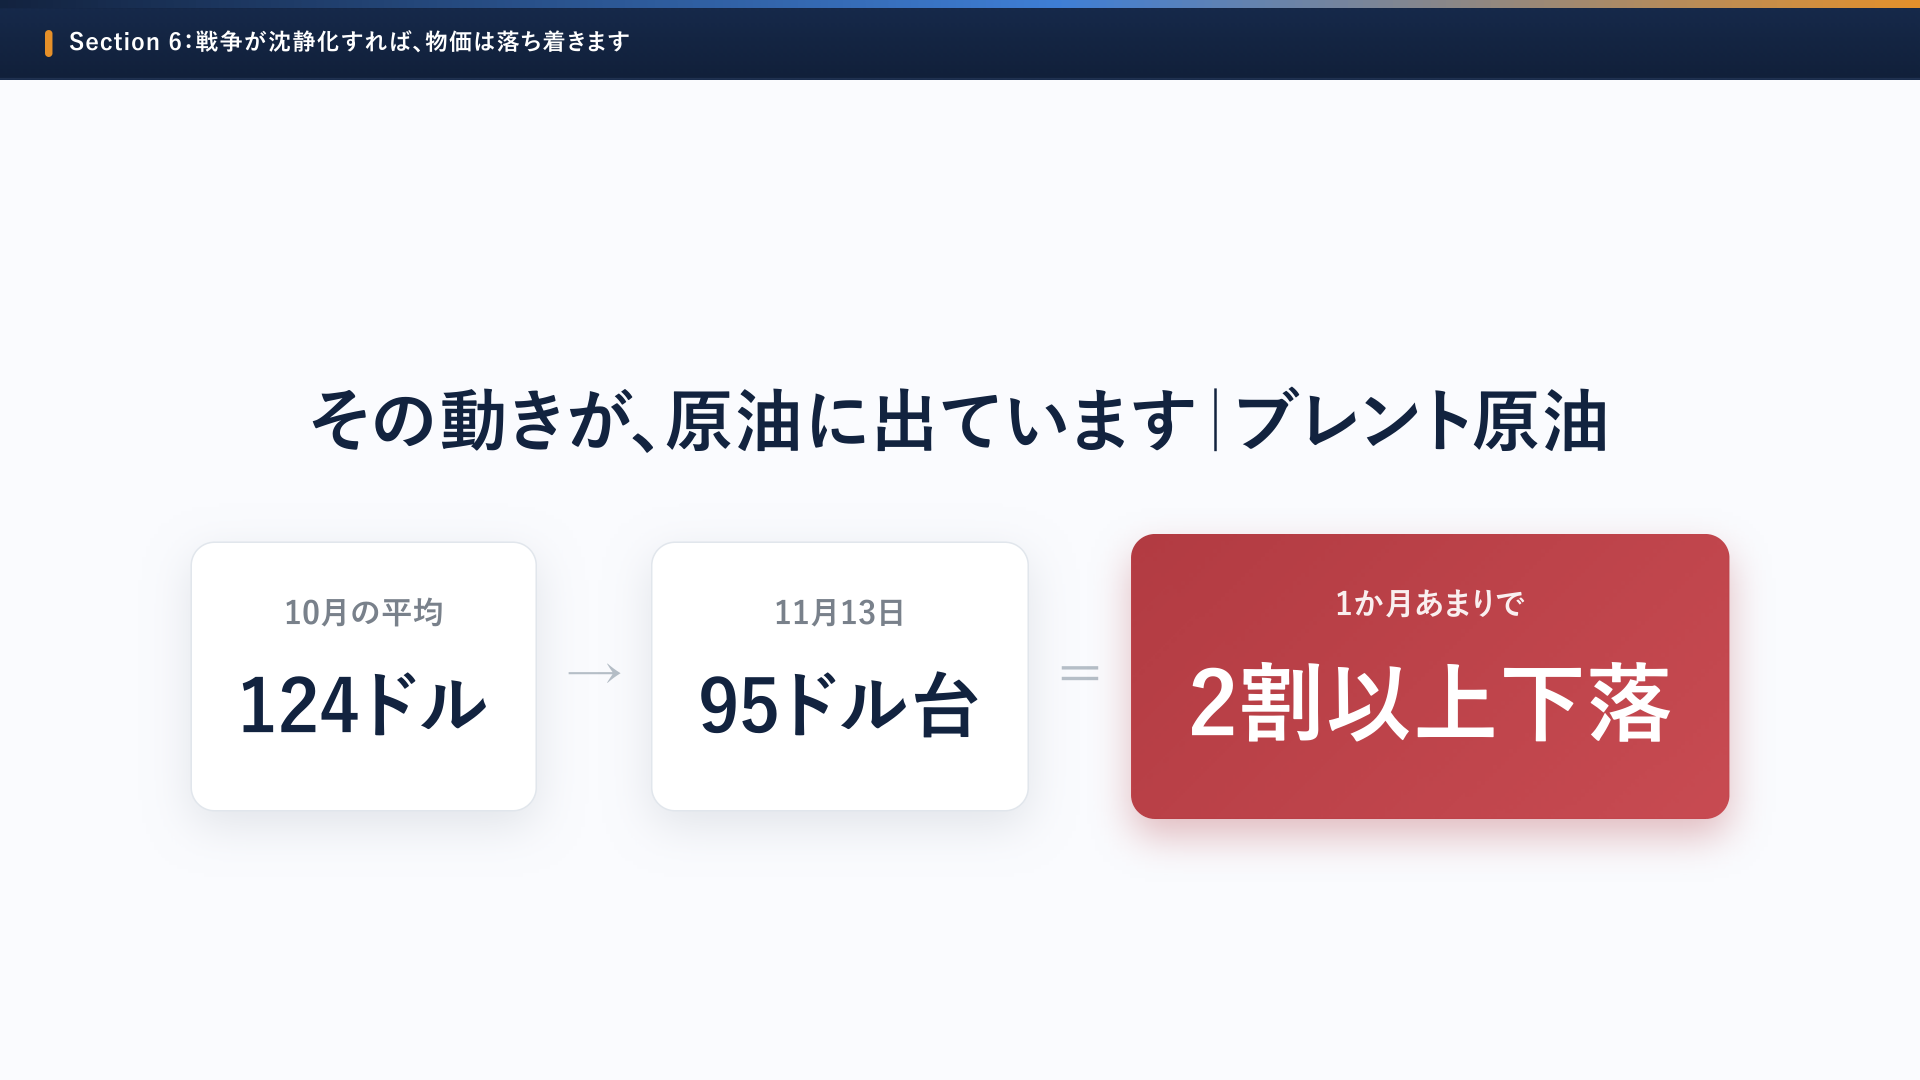 Section 6：戦争が沈静化すれば、物価は落ち着きます
その動きが、原油に出ています｜ブレント原油
10月の平均
124ドル
→
11月13日
95ドル台
＝
1か月あまりで
2割以上下落